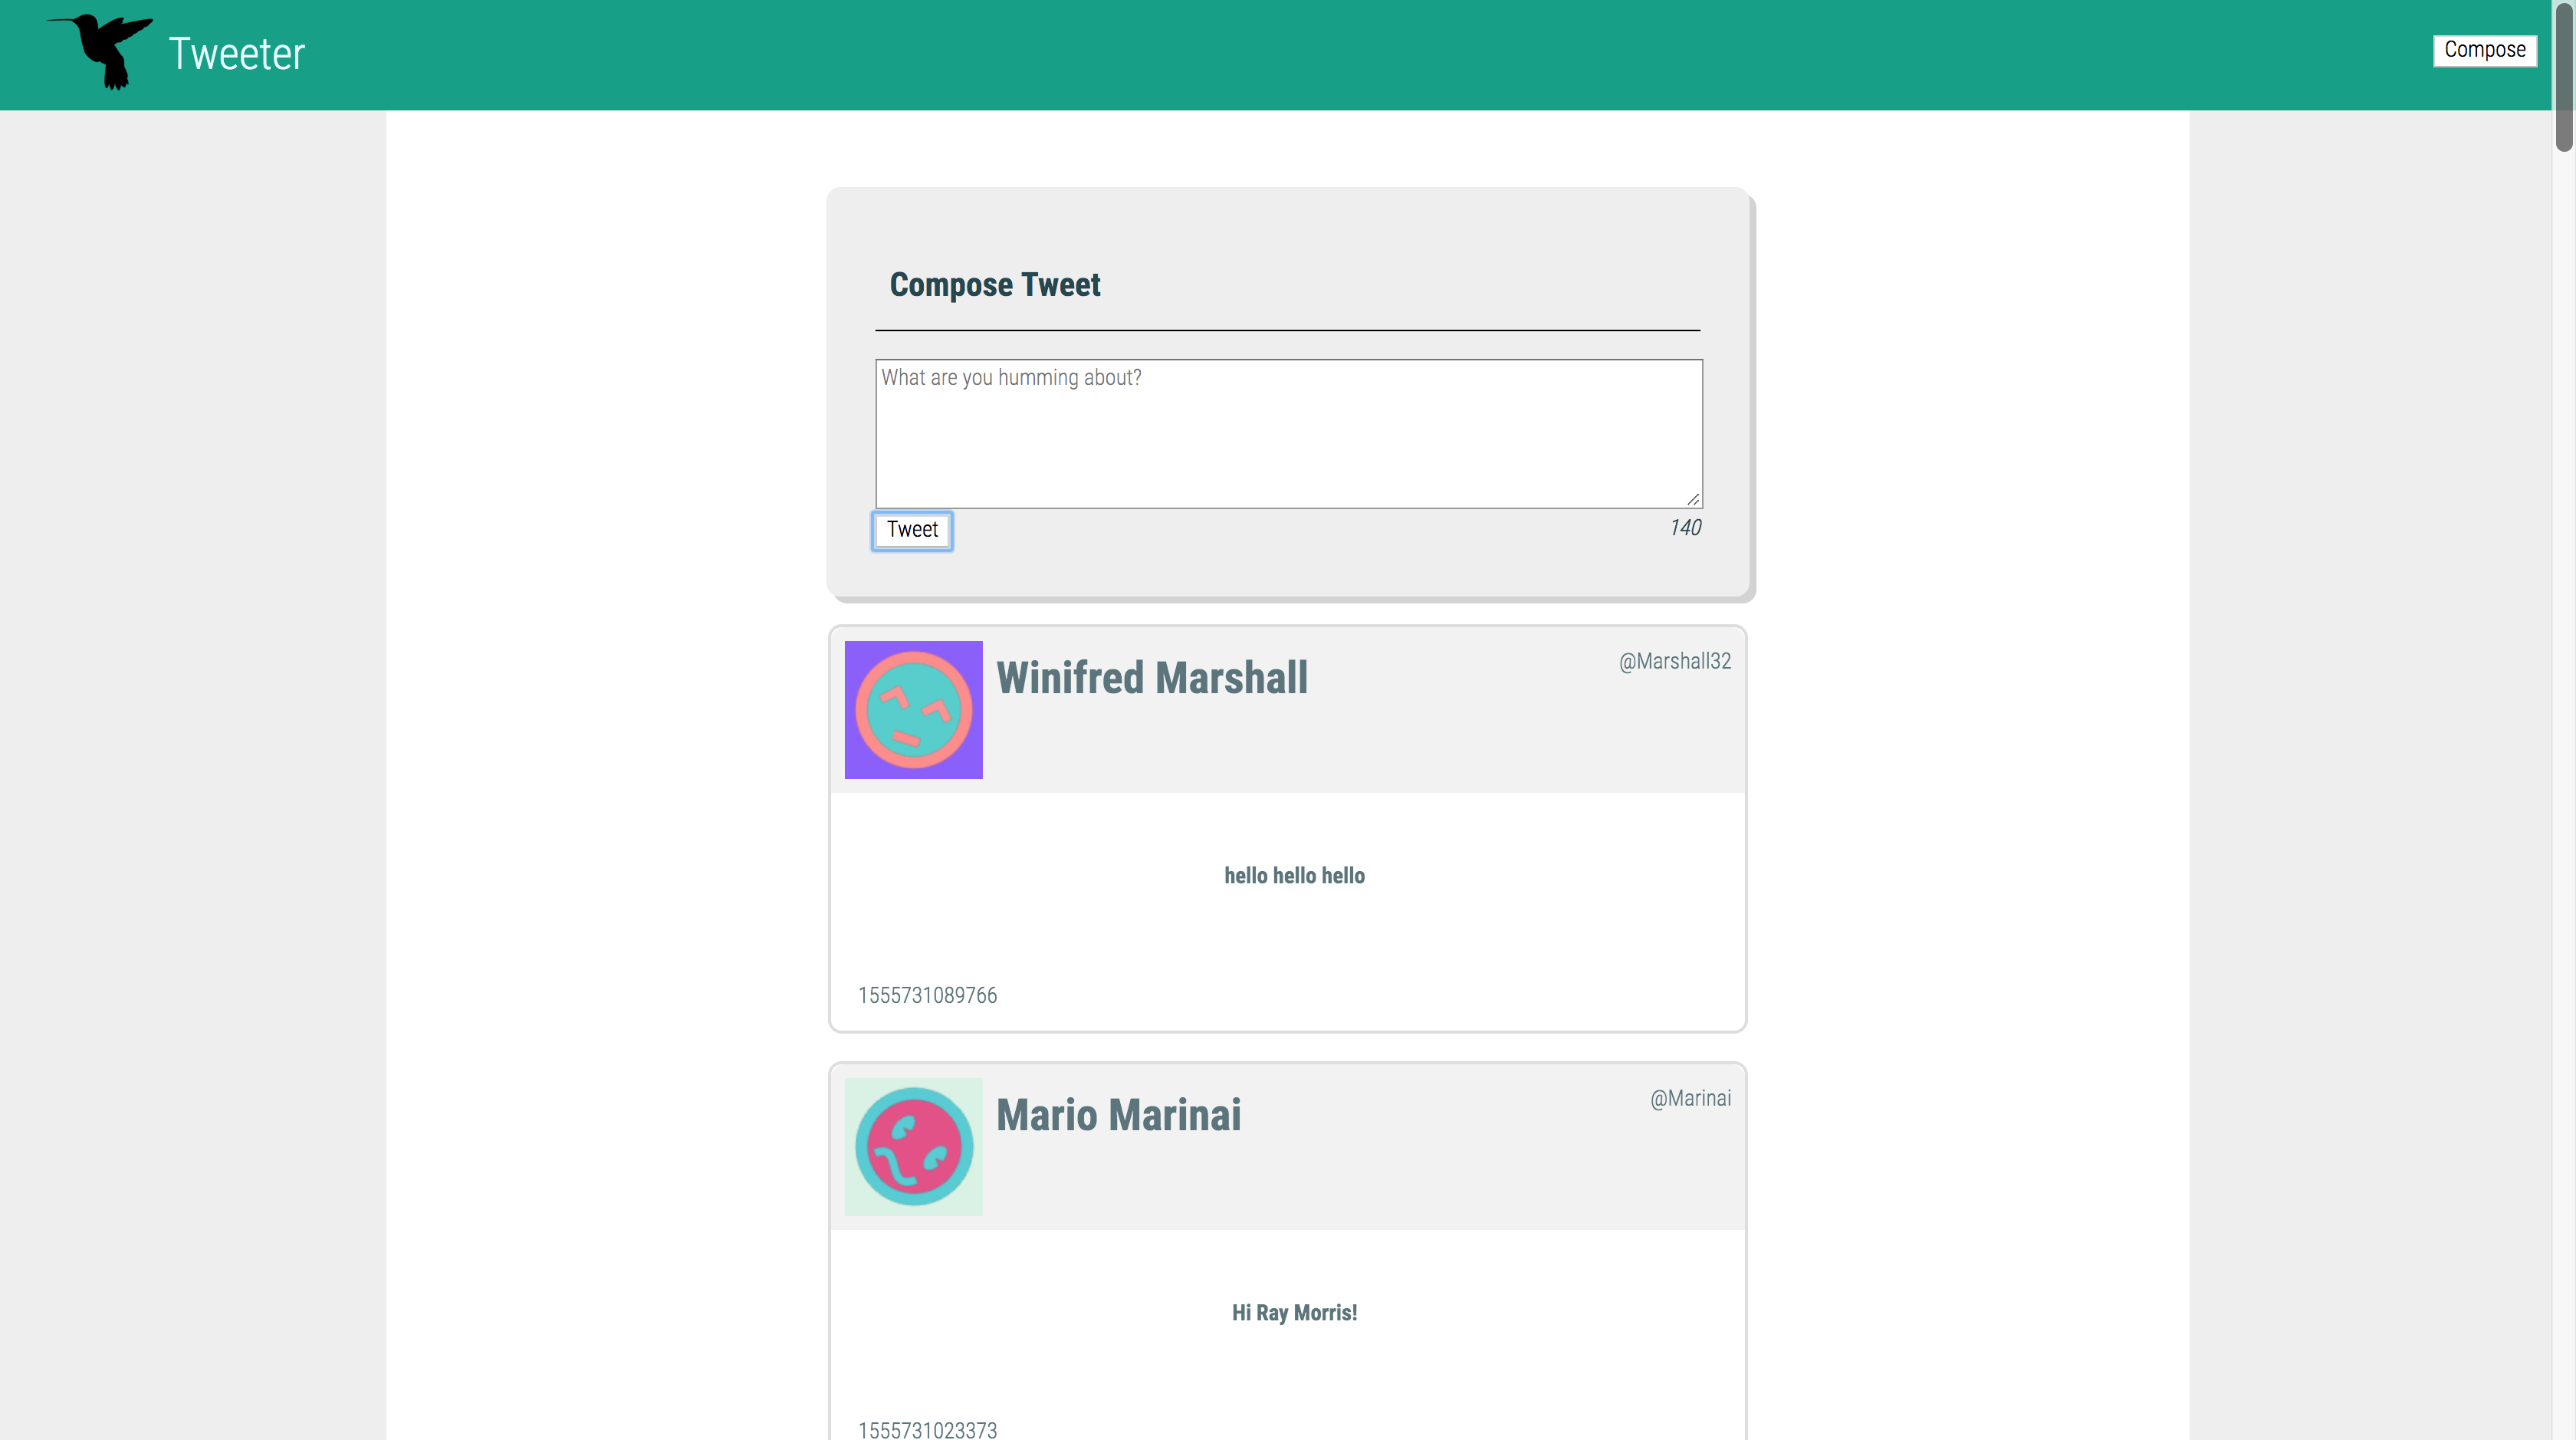 Tweeter
Compose
Compose Tweet
What are you humming about?
Tweet
140
Winifred Marshall
@Marshall32
hello hello hello
1555731089766
Mario Marinai
@Marinai
Hi Ray Morris!
1555731023373